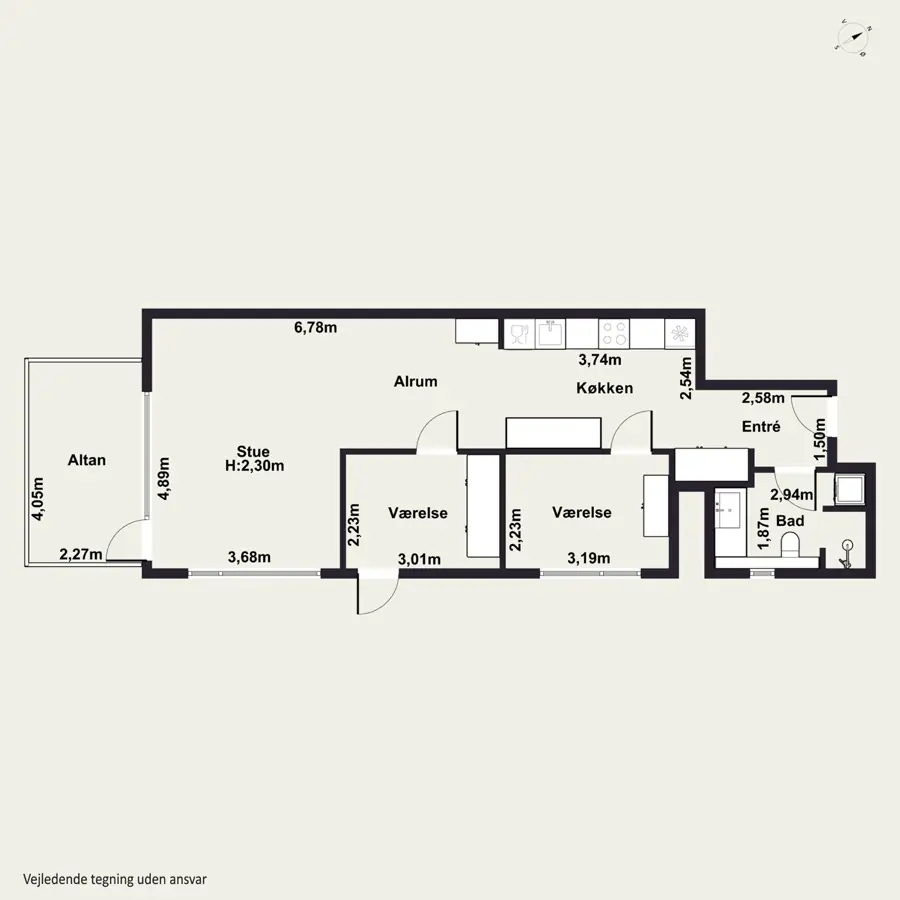 V
N
S
Ø
6,78m
3,74m
2,54m
Alrum
Køkken
2,58m
Entré
1,50m
Altan
4,05m
2,27m
4,89m
Stue
H:2,30m
3,68m
2,23m
Værelse
3,01m
2,23m
Værelse
3,19m
2,94m
1,87m
Bad
Vejledende tegning uden ansvar